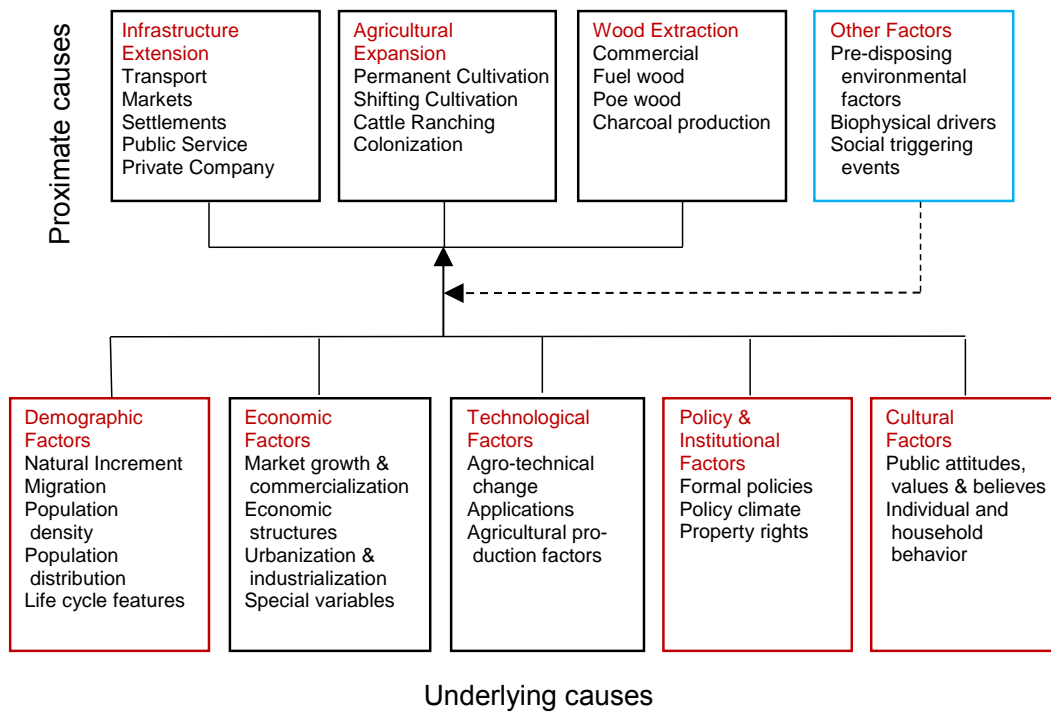 Proximate causes
Infrastructure
Extension
Transport
Markets
Settlements
Public Service
Private Company
Agricultural
Expansion
Permanent Cultivation
Shifting Cultivation
Cattle Ranching
Colonization
Wood Extraction
Commercial
Fuel wood
Poe wood
Charcoal production
Other Factors
Pre-disposing
environmental
factors
Biophysical drivers
Social triggering
events
Demographic
Factors
Natural Increment
Migration
Population
density
Population
distribution
Life cycle features
Economic
Factors
Market growth &
commercialization
Economic
structures
Urbanization &
industrialization
Special variables
Technological
Factors
Agro-technical
change
Applications
Agricultural pro-
duction factors
Policy &
Institutional
Factors
Formal policies
Policy climate
Property rights
Cultural
Factors
Public attitudes,
values & believes
Individual and
household
behavior
Underlying causes